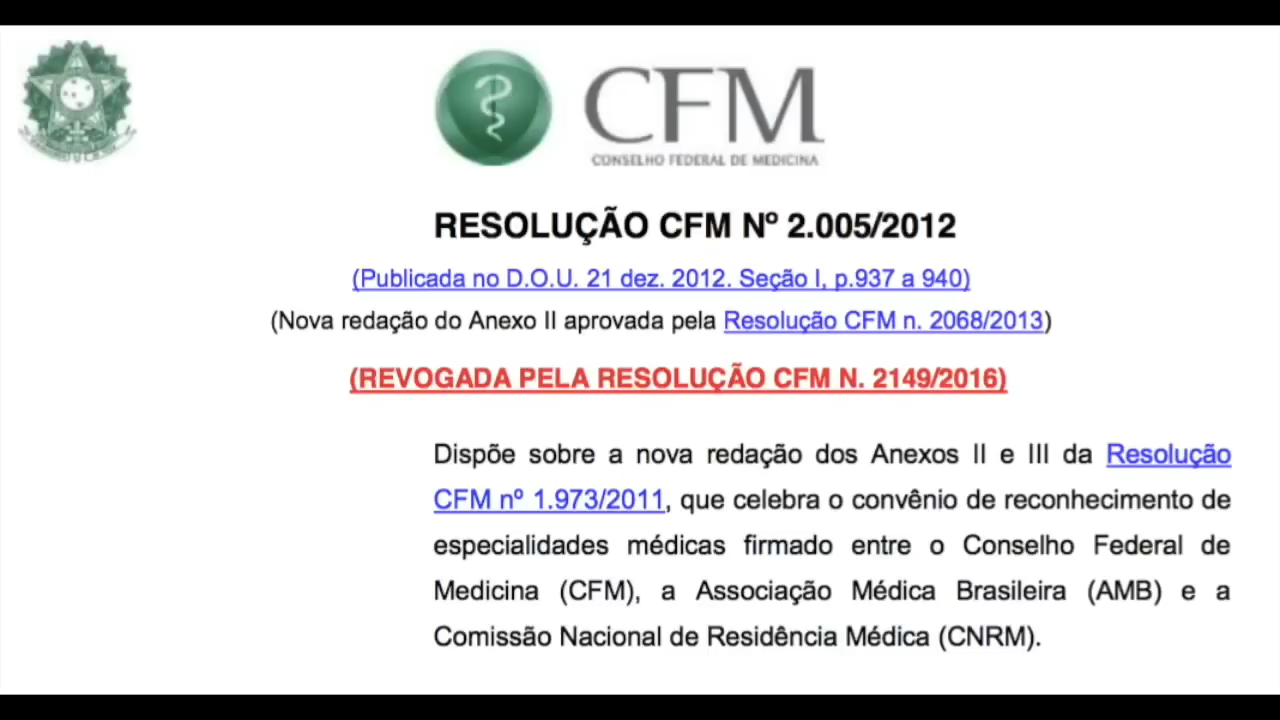 CFM
CONSELHO FEDERAL DE MEDICINA
RESOLUÇÃO CFM Nº 2.005/2012
(Publicada no D.O.U. 21 dez. 2012. Seção I, p.937 a 940)
(Nova redação do Anexo II aprovada pela Resolução CFM n. 2068/2013)
(REVOGADA PELA RESOLUÇÃO CFM N. 2149/2016)
Dispõe sobre a nova redação dos Anexos II e III da Resolução
CFM nº 1.973/2011, que celebra o convênio de reconhecimento de
especialidades médicas firmado entre o Conselho Federal de
Medicina (CFM), a Associação Médica Brasileira (AMB) e a
Comissão Nacional de Residência Médica (CNRM).